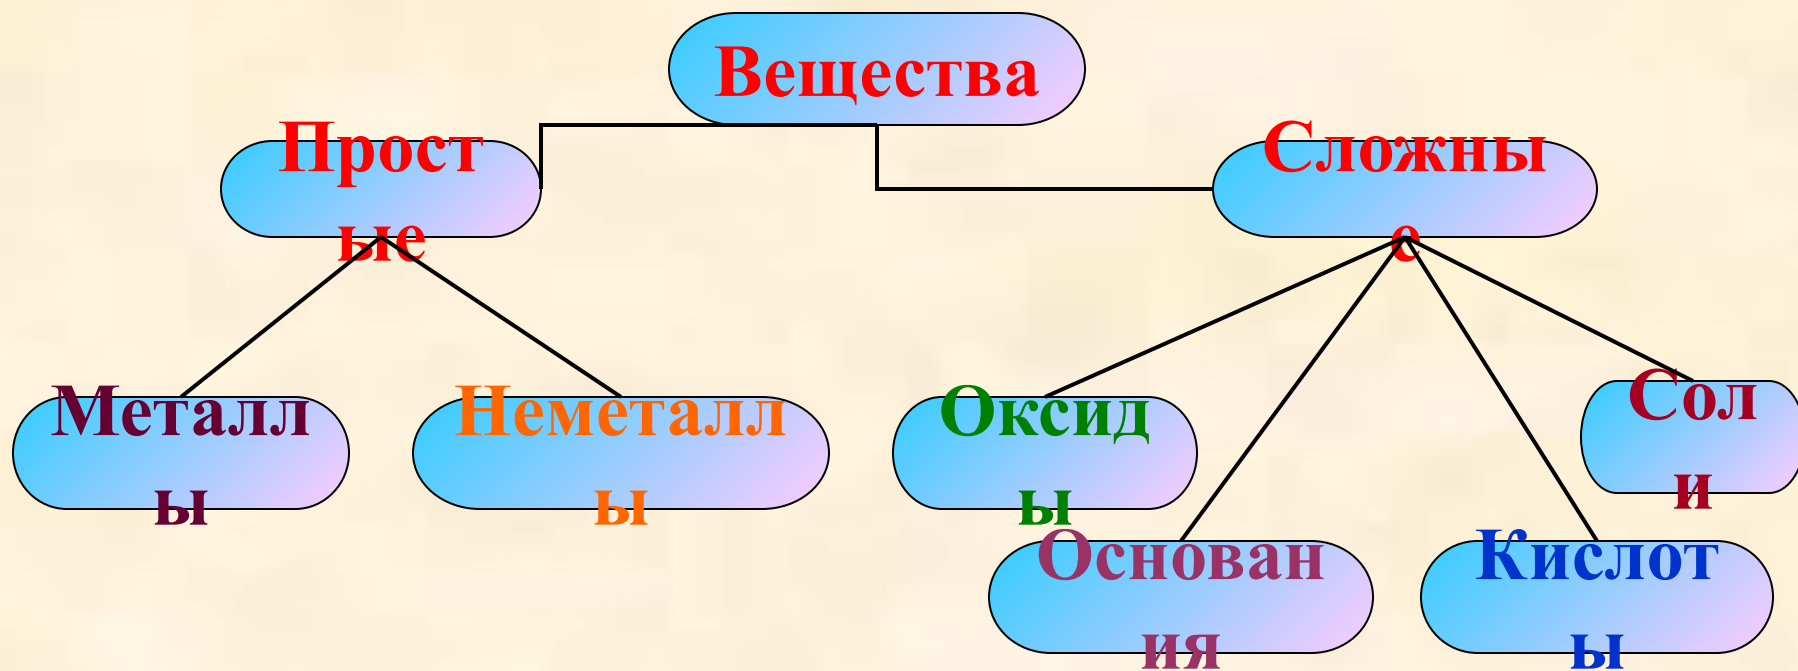 Вещества
Прост
ые
Сложны
е
Металл
ы
Неметалл
ы
Оксид
ы
Сол
и
Основан
ия
Кислот
ы